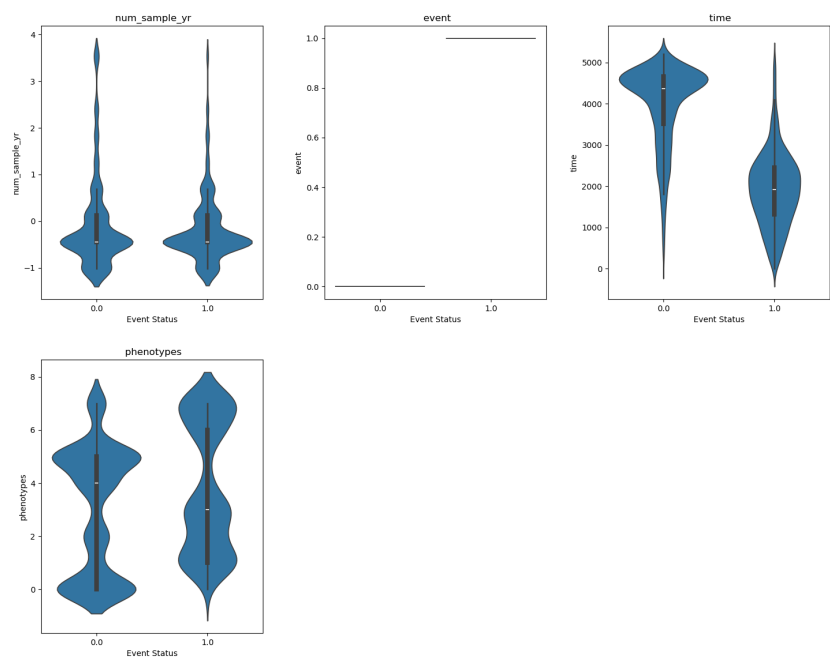 num_sample_yr
event
time
4
3
2
1
0
−1
num_sample_yr
0.0
1.0
Event Status
1.0
0.8
0.6
0.4
0.2
0.0
event
0.0
1.0
Event Status
5000
4000
3000
2000
1000
0
time
0.0
1.0
Event Status
phenotypes
8
6
4
2
0
phenotypes
0.0
1.0
Event Status